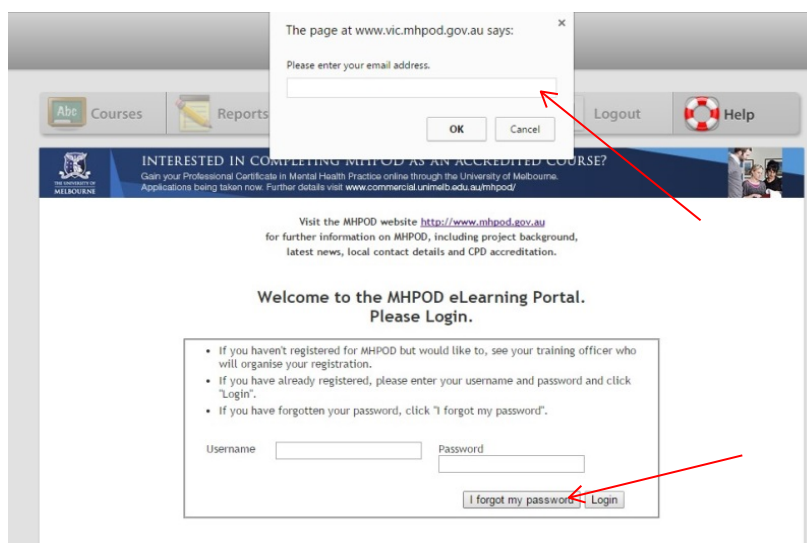 The page at www.vic.mhpod.gov.au says:
×
Please enter your email address.
OK
Cancel
Abc
Courses
Reports
Logout
Help
THE UNIVERSITY OF
MELBOURNE
INTERESTED IN COMPLETING MHPOD AS AN ACCREDITED COURSE?
Gain your Professional Certificate in Mental Health Practice online through the University of Melbourne.
Applications being taken now. Further details visit www.commercial.unimelb.edu.au/mhpod/
Visit the MHPOD website http://www.mhpod.gov.au
for further information on MHPOD, including project background,
latest news, local contact details and CPD accreditation.
Welcome to the MHPOD eLearning Portal.
Please Login.
• If you haven't registered for MHPOD but would like to, see your training officer who
will organise your registration.
• If you have already registered, please enter your username and password and click
"Login".
• If you have forgotten your password, click "I forgot my password".
Username
Password
I forgot my password
Login